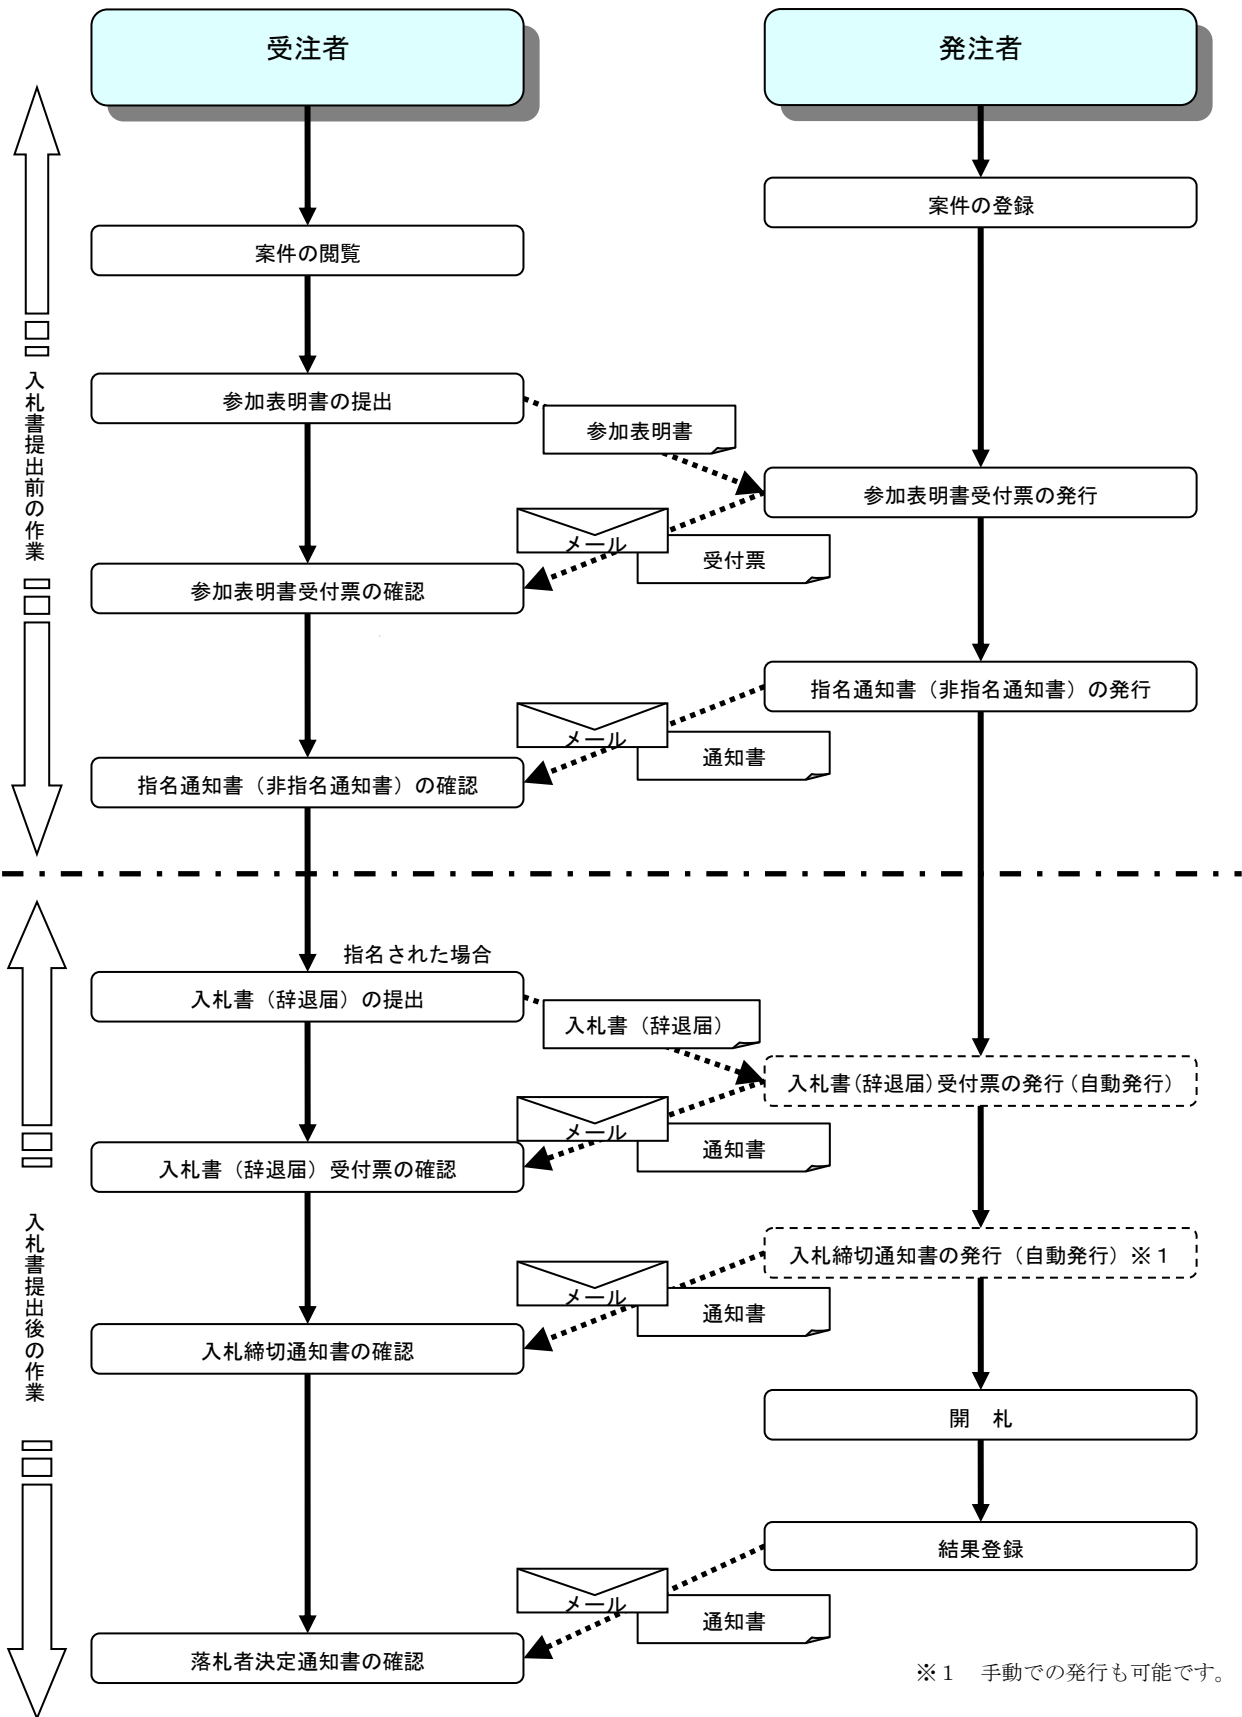 受注者
発注者
案件の登録
案件の閲覧
参加表明書の提出
参加表明書
参加表明書受付票の発行
メール
受付票
参加表明書受付票の確認
入札書提出前の作業
指名通知書（非指名通知書）の発行
メール
通知書
指名通知書（非指名通知書）の確認
指名された場合
入札書（辞退届）の提出
入札書（辞退届）
入札書（辞退届）受付票の発行（自動発行）
メール
通知書
入札書（辞退届）受付票の確認
入札締切通知書の発行（自動発行）※１
メール
通知書
入札締切通知書の確認
入札書提出後の作業
開　札
結果登録
メール
通知書
落札者決定通知書の確認
※１　手動での発行も可能です。